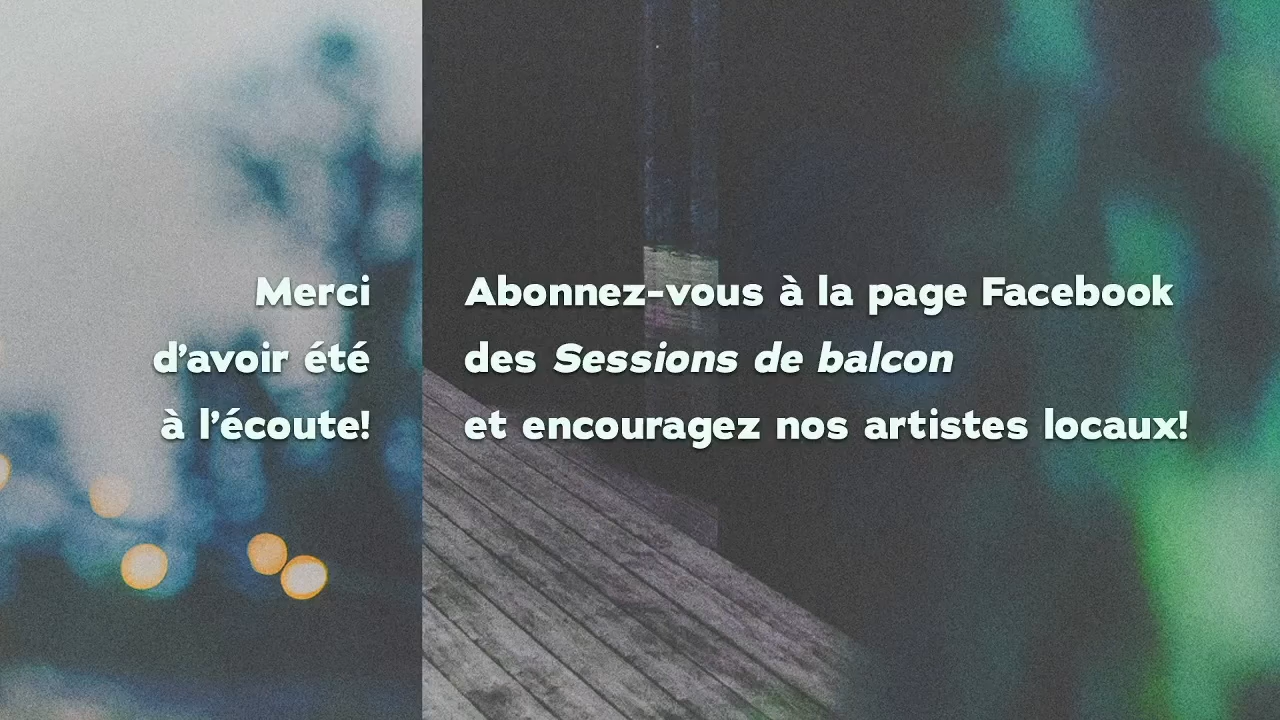 Merci
d’avoir été
à l’écoute!
Abonnez-vous à la page Facebook
des Sessions de balcon
et encouragez nos artistes locaux!